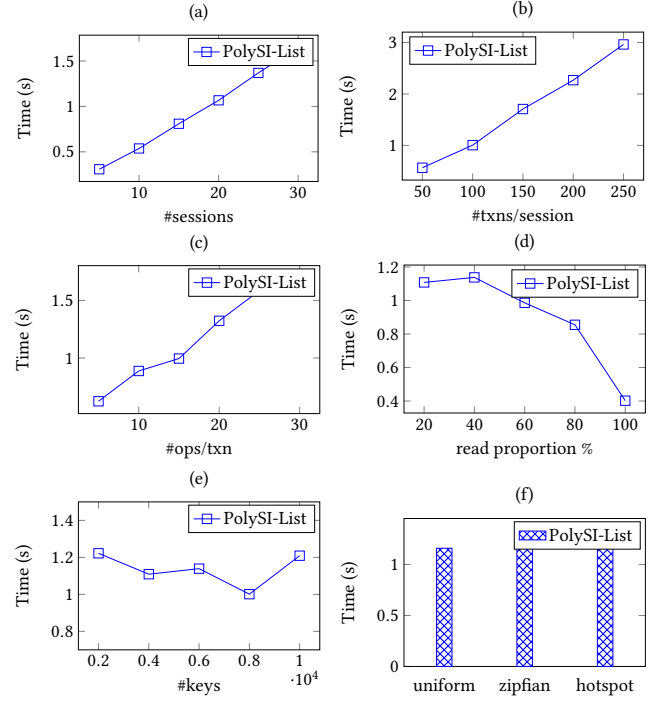 (a)
PolySI-List
1.5
1
0.5
Time (s)
10 20 30
#sessions
(b)
PolySI-List
3
2
1
Time (s)
50 100 150 200 250
#txns/session
(c)
PolySI-List
1.5
1
Time (s)
10 20 30
#ops/txn
(d)
PolySI-List
1.2
1
0.8
0.6
0.4
Time (s)
20 40 60 80 100
read proportion %
(e)
PolySI-List
1.4
1.2
1
0.8
Time (s)
0.2 0.4 0.6 0.8 1
·10⁴
#keys
(f)
PolySI-List
1
0.5
0
Time (s)
uniform zipfian hotspot